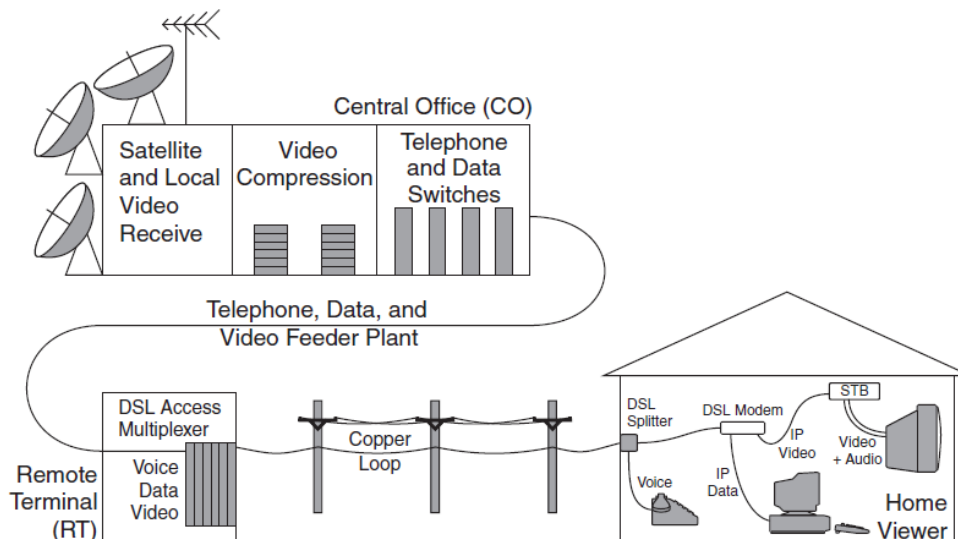 Central Office (CO)
Satellite
and Local
Video
Receive
Video
Compression
Telephone
and Data
Switches
Telephone, Data, and
Video Feeder Plant
DSL Access
Multiplexer
Voice
Data
Video
Remote
Terminal
(RT)
Copper
Loop
DSL
Splitter
DSL Modem
STB
IP
Video
Video
+ Audio
Voice
IP
Data
Home
Viewer